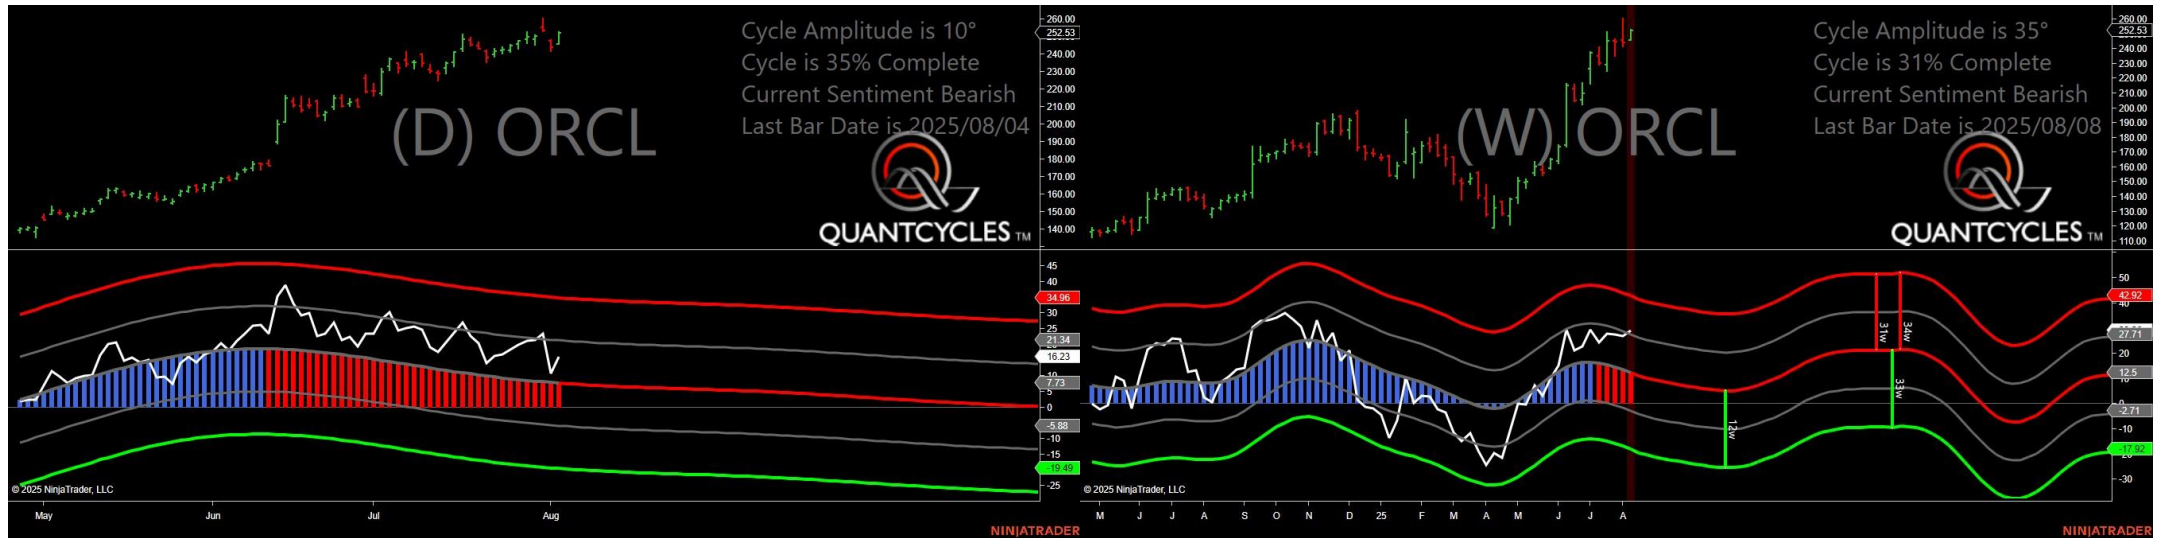 Cycle Amplitude is 10°
Cycle is 35% Complete
Current Sentiment Bearish
Last Bar Date is 2025/08/04
(D) ORCL
QUANTCYCLES TM
260.00
252.53
240.00
230.00
220.00
210.00
200.00
190.00
180.00
170.00
160.00
150.00
140.00
45
40
34.96
30
25
21.34
16.23
10
7.73
5
0
-5.88
-10
-15
-19.49
-25
© 2025 NinjaTrader, LLC
May Jun Jul Aug
NINJATRADER
Cycle Amplitude is 35°
Cycle is 31% Complete
Current Sentiment Bearish
Last Bar Date is 2025/08/08
(W) ORCL
QUANTCYCLES TM
260.00
252.53
240.00
230.00
220.00
210.00
200.00
190.00
180.00
170.00
160.00
150.00
140.00
130.00
120.00
110.00
50
42.92
40
27.71
20
12.5
10
0
-2.71
-10
-17.92
-30
31w
34w
33w
12w
© 2025 NinjaTrader, LLC
M J J A S O N D 25 F M A M J J A
NINJATRADER